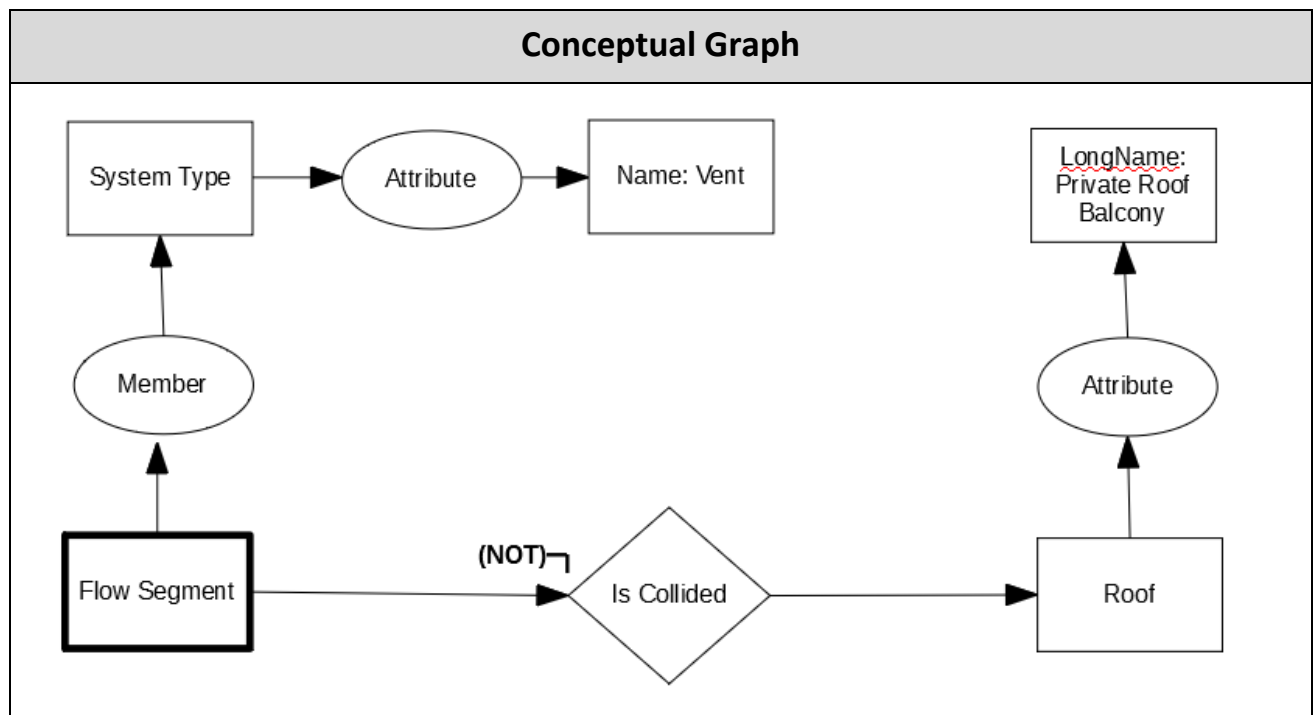 Conceptual Graph
System Type
Attribute
Name: Vent
LongName:
Private Roof
Balcony
Member
Attribute
(NOT)¬
Flow Segment
Is Collided
Roof